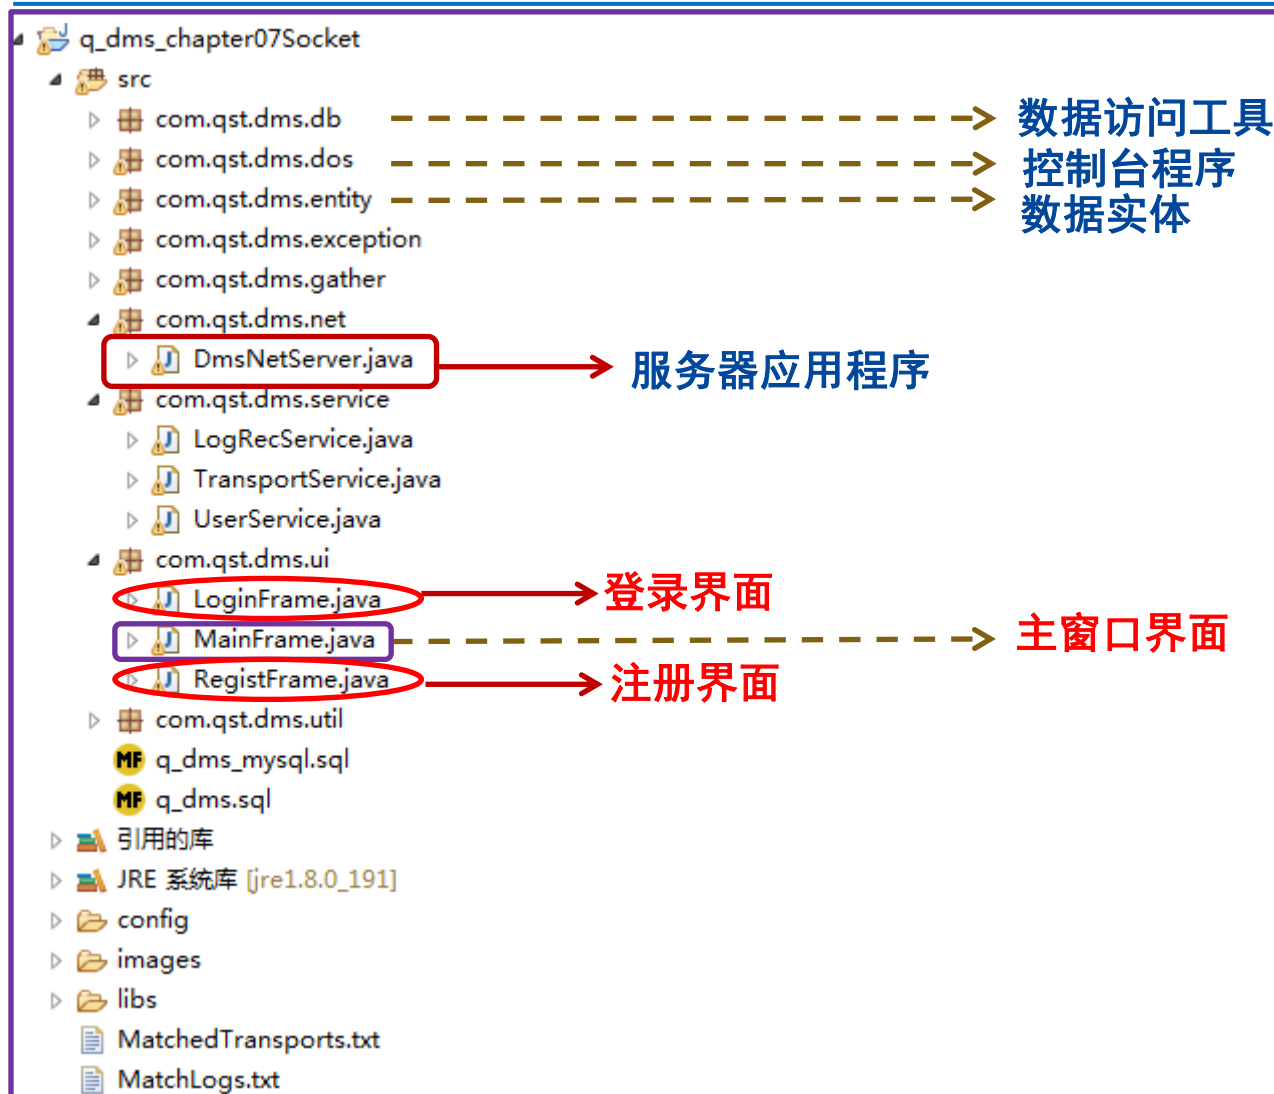 q_dms_chapter07Socket
src
com.qst.dms.db 数据访问工具
com.qst.dms.dos 控制台程序
com.qst.dms.entity 数据实体
com.qst.dms.exception
com.qst.dms.gather
com.qst.dms.net
DmsNetServer.java 服务器应用程序
com.qst.dms.service
LogRecService.java
TransportService.java
UserService.java
com.qst.dms.ui
LoginFrame.java 登录界面
MainFrame.java 主窗口界面
RegistFrame.java 注册界面
com.qst.dms.util
MF q_dms_mysql.sql
MF q_dms.sql
引用的库
JRE 系统库 [jre1.8.0_191]
config
images
libs
MatchedTransports.txt
MatchLogs.txt